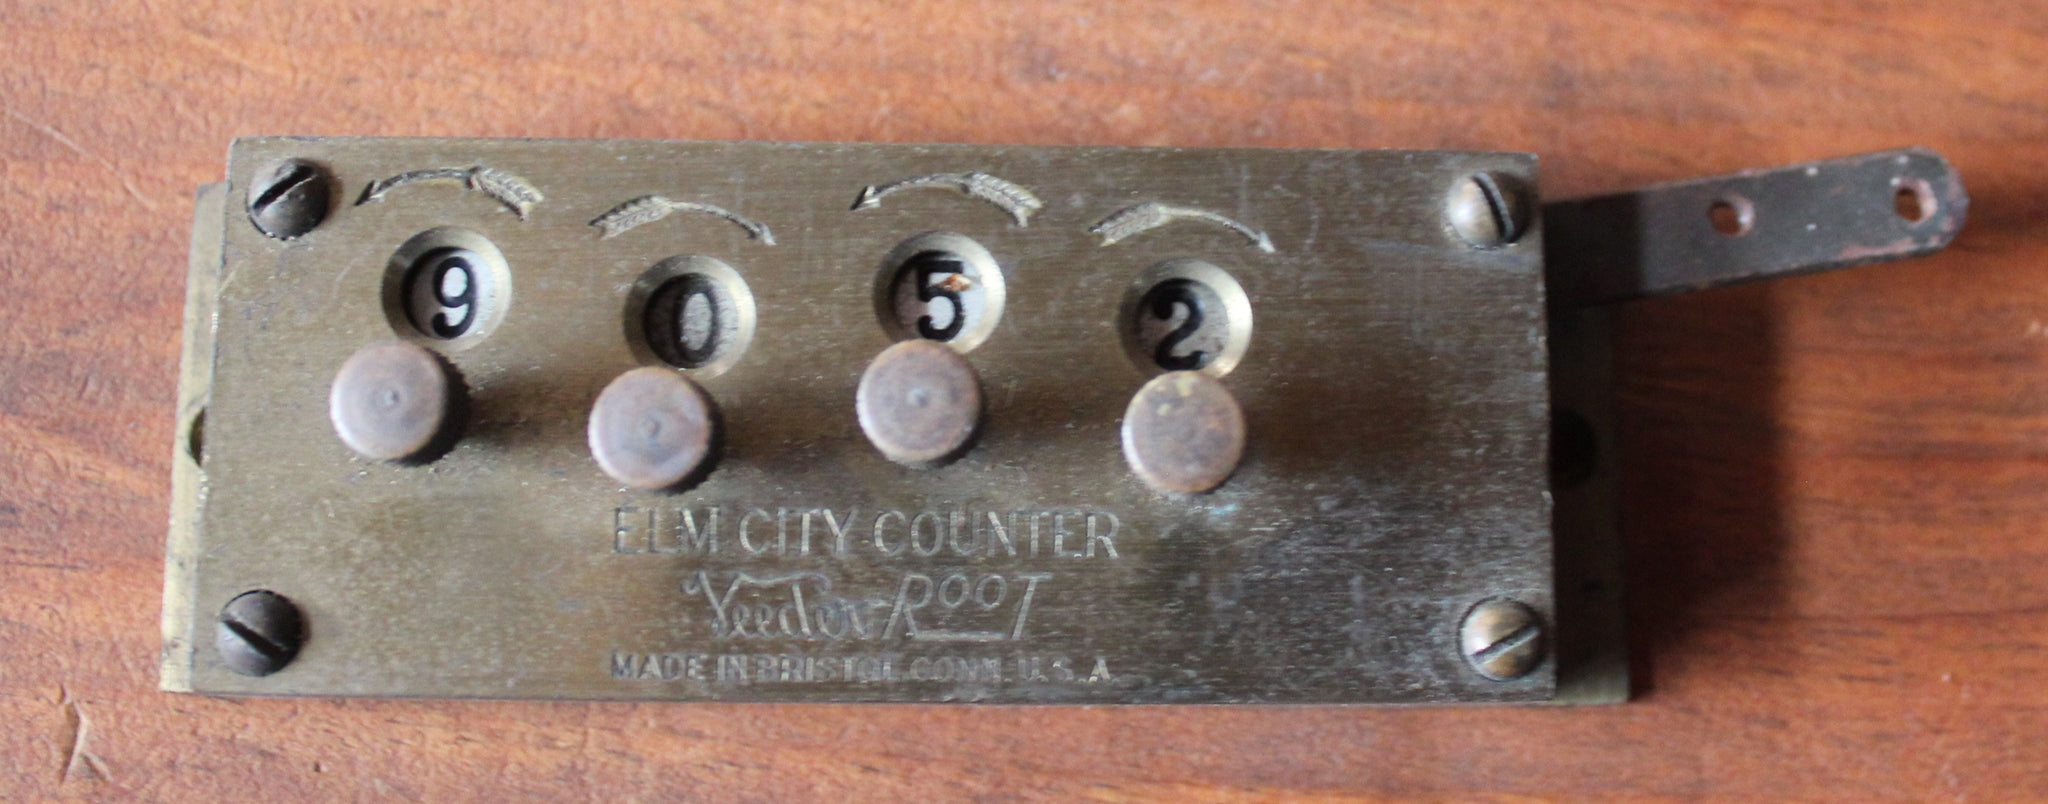 9 0 5 2
ELM CITY COUNTER
Veeder ROOT
MADE IN BRISTOL, CONN. U.S.A.